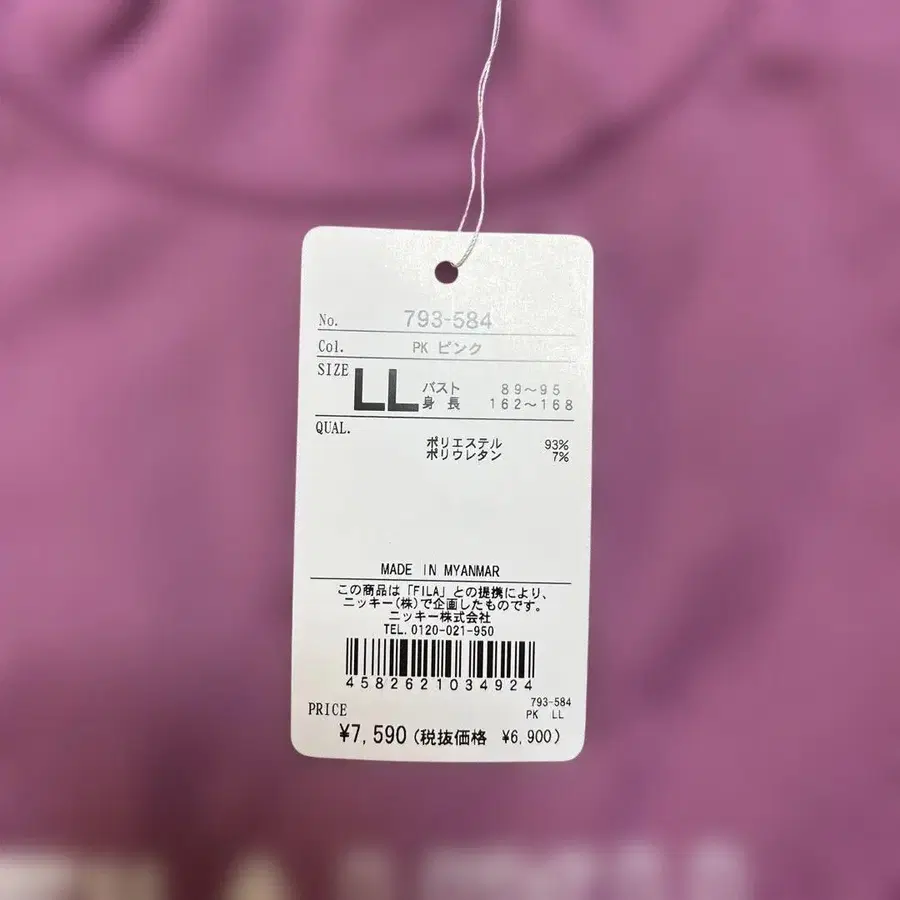 No. 793-584
Col. PK ピンク
SIZE LL バスト 89～95
身長 162～168
QUAL.
ポリエステル 93%
ポリウレタン 7%
MADE IN MYANMAR
この商品は「FILA」との提携により、
ニッキー(株)で企画したものです。
ニッキー株式会社
TEL.0120-021-950
4582621034924
793-584
PK LL
PRICE
¥7,590 (税抜価格 ¥6,900)